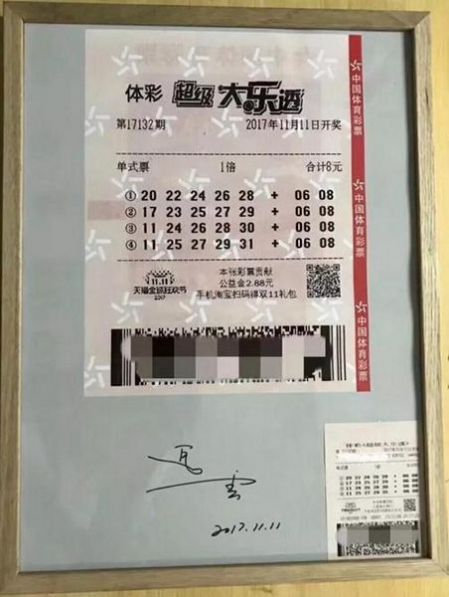 体彩 超级大乐透
第17132期 2017年11月11日开奖
单式票 1倍 合计8元
① 20 22 24 26 28 + 06 08
② 17 23 25 27 29 + 06 08
③ 11 24 26 28 30 + 06 08
④ 11 25 27 29 31 + 06 08
11.11
天猫全球狂欢节
2017
本张彩票贡献
公益金2.88元
手机淘宝扫码得双11礼包
中国体育彩票
中国体育彩票
中国体育彩票
马云
2017.11.11